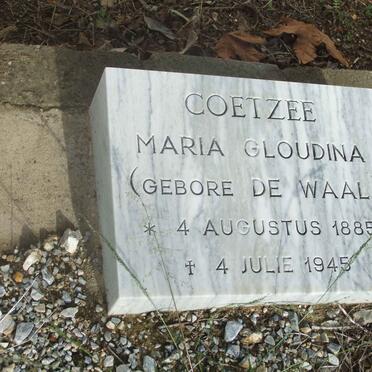 COETZEE
MARIA GLOUDINA
(GEBORE DE WAAL
* 4 AUGUSTUS 1885
† 4 JULIE 1945